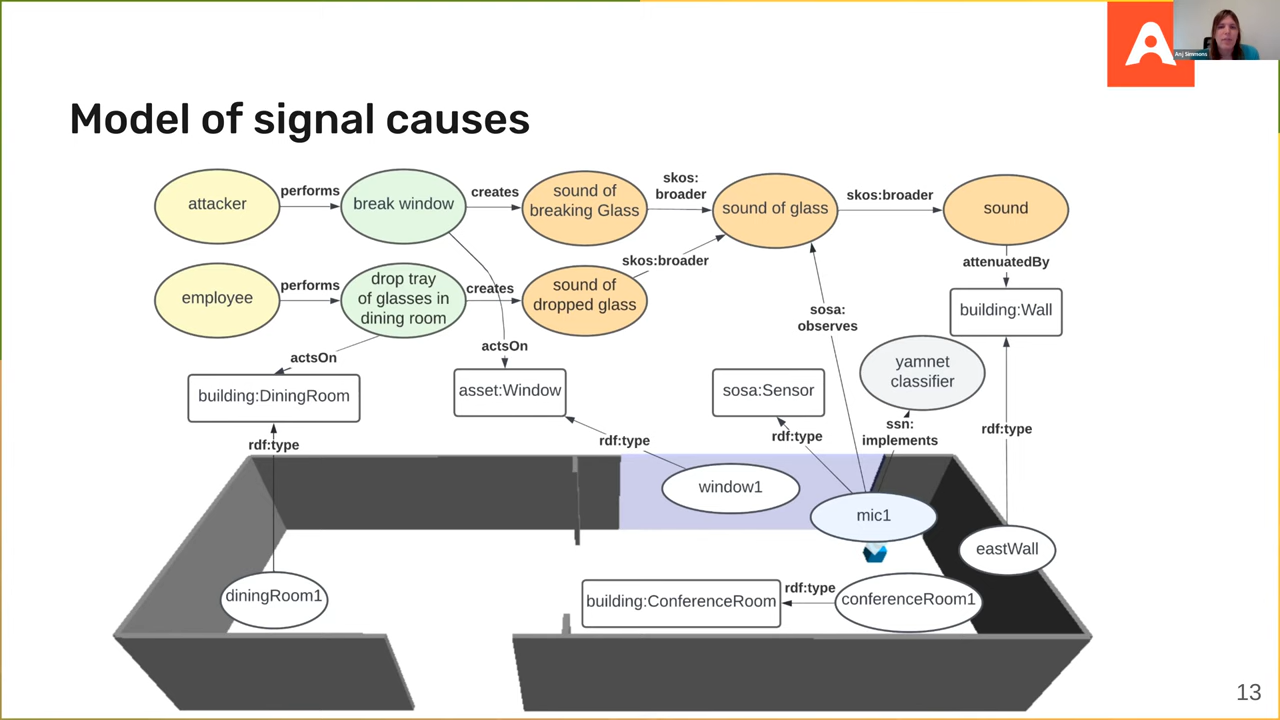 Anj Simmons
Model of signal causes
attacker
performs
break window
creates
sound of
breaking Glass
skos:
broader
sound of glass
skos:broader
sound
attenuatedBy
building:Wall
employee
performs
drop tray
of glasses in
dining room
creates
sound of
dropped glass
skos:broader
sosa:
observes
yamnet
classifier
actsOn
actsOn
building:DiningRoom
asset:Window
sosa:Sensor
rdf:type
rdf:type
rdf:type
ssn:
implements
rdf:type
window1
mic1
eastWall
diningRoom1
building:ConferenceRoom
rdf:type
conferenceRoom1
13